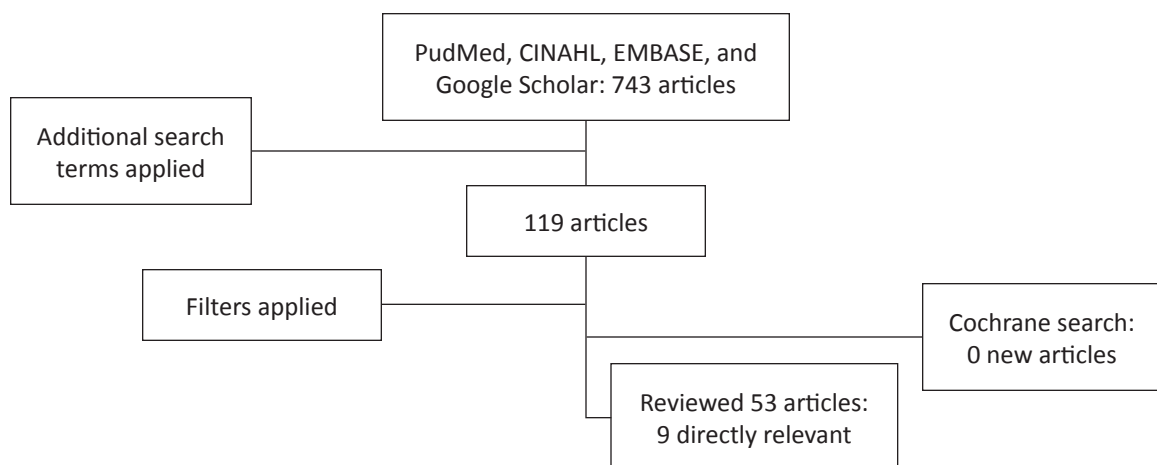 PudMed, CINAHL, EMBASE, and
Google Scholar: 743 articles
Additional search
terms applied
119 articles
Filters applied
Cochrane search:
0 new articles
Reviewed 53 articles:
9 directly relevant